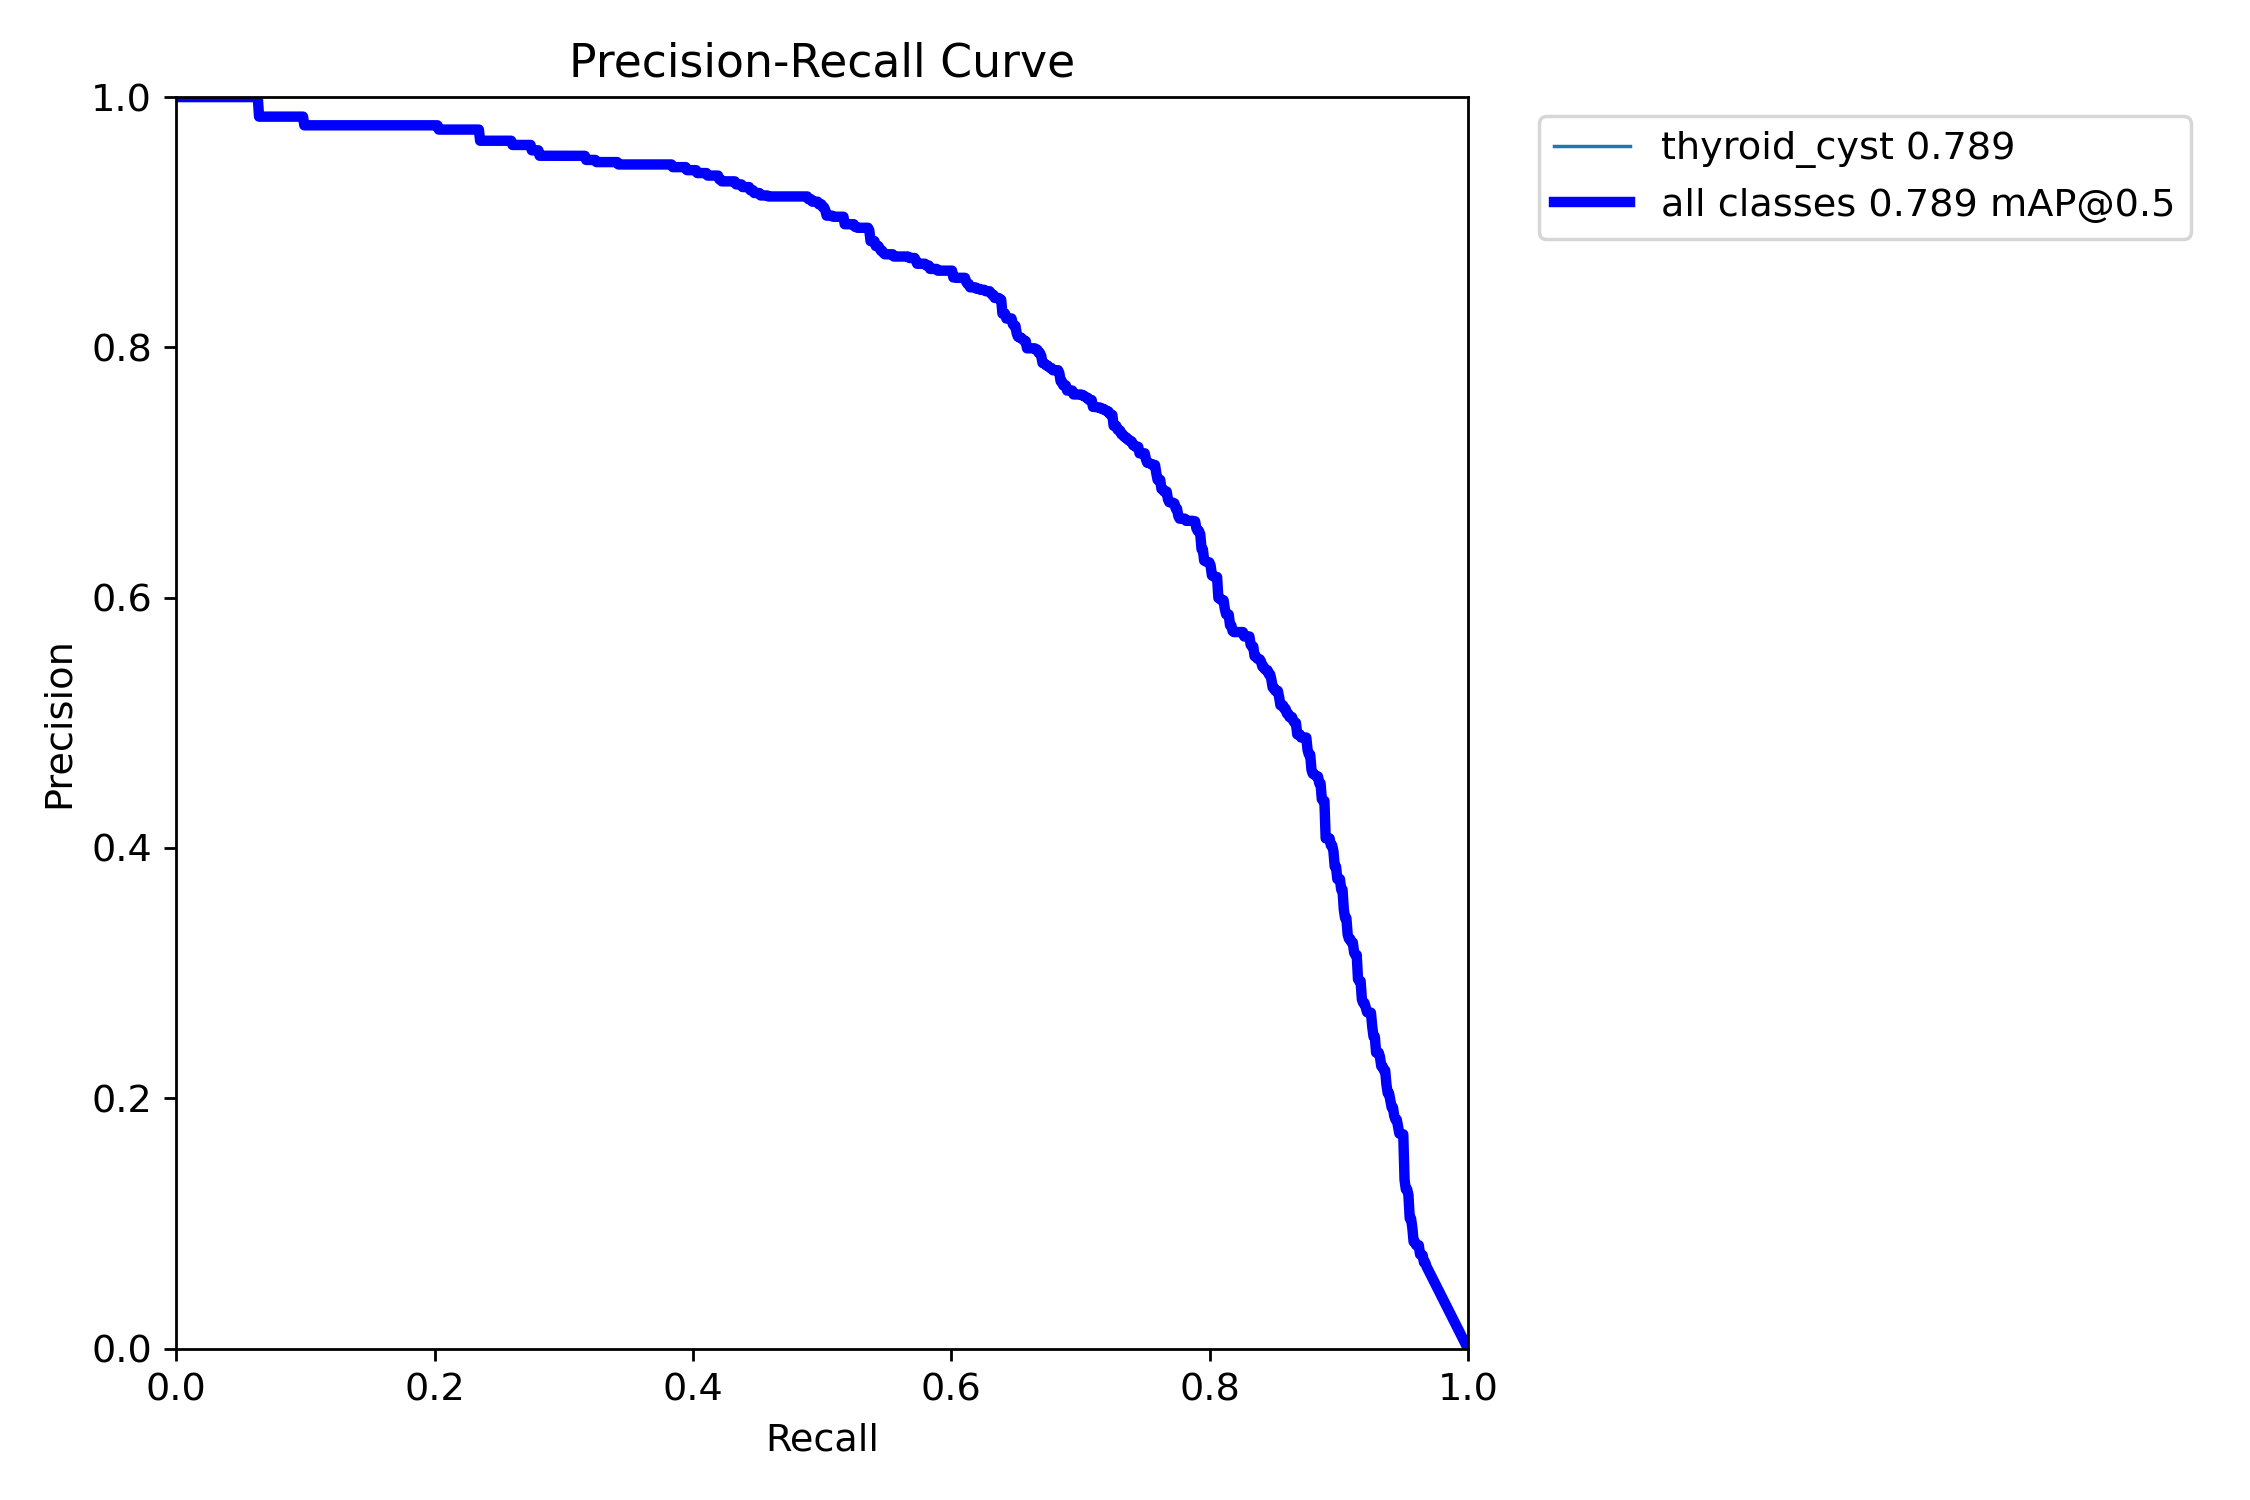 Precision-Recall Curve
1.0
0.8
0.6
0.4
0.2
0.0
Precision
0.0 0.2 0.4 0.6 0.8 1.0
Recall
thyroid_cyst 0.789
all classes 0.789 mAP@0.5